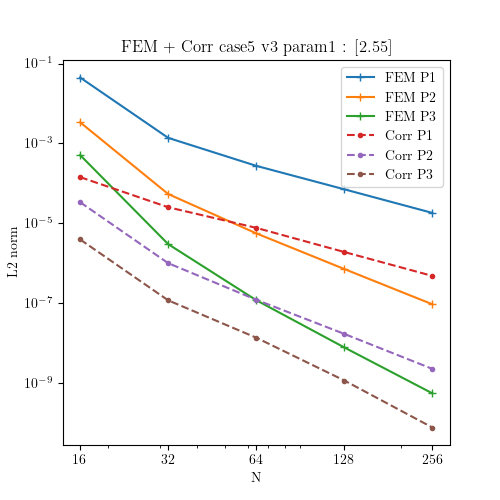 FEM + Corr case5 v3 param1 : [2.55]
10⁻¹
10⁻³
10⁻⁵
10⁻⁷
10⁻⁹
L2 norm
FEM P1
FEM P2
FEM P3
Corr P1
Corr P2
Corr P3
16 32 64 128 256
N